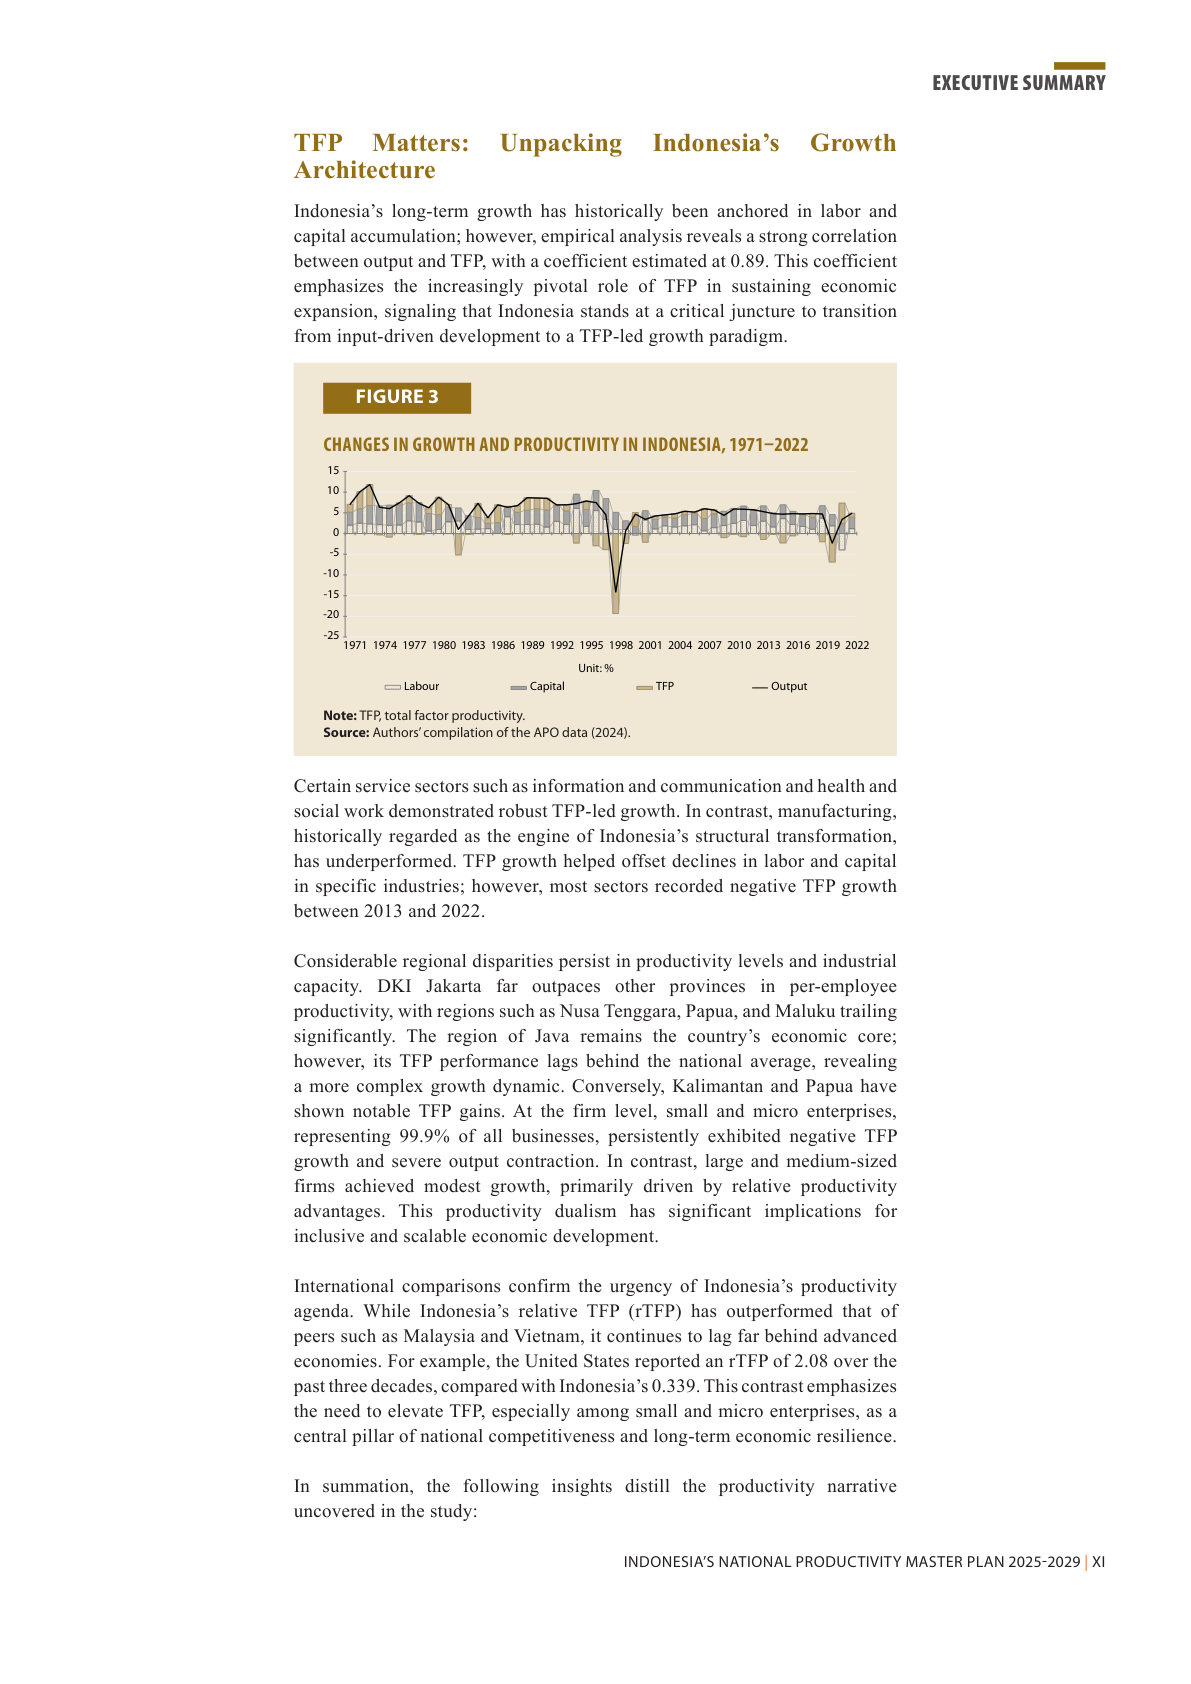 EXECUTIVE SUMMARY
TFP Matters: Unpacking Indonesia’s Growth
Architecture
Indonesia’s long-term growth has historically been anchored in labor and
capital accumulation; however, empirical analysis reveals a strong correlation
between output and TFP, with a coefficient estimated at 0.89. This coefficient
emphasizes the increasingly pivotal role of TFP in sustaining economic
expansion, signaling that Indonesia stands at a critical juncture to transition
from input-driven development to a TFP-led growth paradigm.
FIGURE 3
CHANGES IN GROWTH AND PRODUCTIVITY IN INDONESIA, 1971–2022
15
10
5
0
-5
-10
-15
-20
-25
1971 1974 1977 1980 1983 1986 1989 1992 1995 1998 2001 2004 2007 2010 2013 2016 2019 2022
Unit: %
Labour Capital TFP Output
Note: TFP, total factor productivity.
Source: Authors’ compilation of the APO data (2024).
Certain service sectors such as information and communication and health and
social work demonstrated robust TFP-led growth. In contrast, manufacturing,
historically regarded as the engine of Indonesia’s structural transformation,
has underperformed. TFP growth helped offset declines in labor and capital
in specific industries; however, most sectors recorded negative TFP growth
between 2013 and 2022.
Considerable regional disparities persist in productivity levels and industrial
capacity. DKI Jakarta far outpaces other provinces in per-employee
productivity, with regions such as Nusa Tenggara, Papua, and Maluku trailing
significantly. The region of Java remains the country’s economic core;
however, its TFP performance lags behind the national average, revealing
a more complex growth dynamic. Conversely, Kalimantan and Papua have
shown notable TFP gains. At the firm level, small and micro enterprises,
representing 99.9% of all businesses, persistently exhibited negative TFP
growth and severe output contraction. In contrast, large and medium-sized
firms achieved modest growth, primarily driven by relative productivity
advantages. This productivity dualism has significant implications for
inclusive and scalable economic development.
International comparisons confirm the urgency of Indonesia’s productivity
agenda. While Indonesia’s relative TFP (rTFP) has outperformed that of
peers such as Malaysia and Vietnam, it continues to lag far behind advanced
economies. For example, the United States reported an rTFP of 2.08 over the
past three decades, compared with Indonesia’s 0.339. This contrast emphasizes
the need to elevate TFP, especially among small and micro enterprises, as a
central pillar of national competitiveness and long-term economic resilience.
In summation, the following insights distill the productivity narrative
uncovered in the study:
INDONESIA’S NATIONAL PRODUCTIVITY MASTER PLAN 2025-2029 | XI